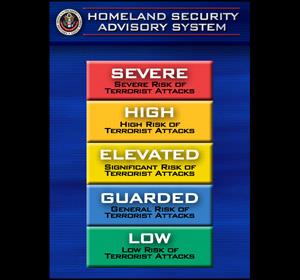 HOMELAND SECURITY
ADVISORY SYSTEM
SEVERE
SEVERE RISK OF
TERRORIST ATTACKS
HIGH
HIGH RISK OF
TERRORIST ATTACKS
ELEVATED
SIGNIFICANT RISK OF
TERRORIST ATTACKS
GUARDED
GENERAL RISK OF
TERRORIST ATTACKS
LOW
LOW RISK OF
TERRORIST ATTACKS